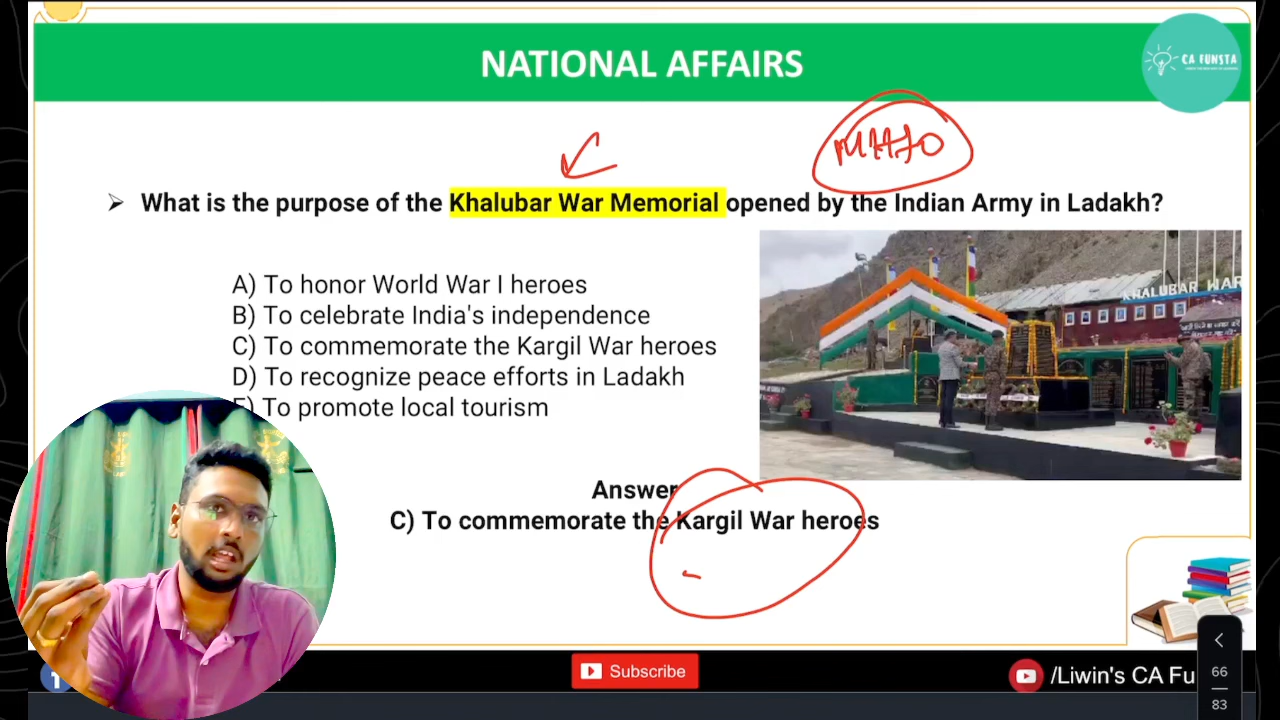 NATIONAL AFFAIRS
CA FUNSTA
What is the purpose of the Khalubar War Memorial opened by the Indian Army in Ladakh?
A) To honor World War I heroes
B) To celebrate India's independence
C) To commemorate the Kargil War heroes
D) To recognize peace efforts in Ladakh
E) To promote local tourism
KHALUBAR WAR
Answer
C) To commemorate the Kargil War heroes
Subscribe
/Liwin's CA Fu
66
83